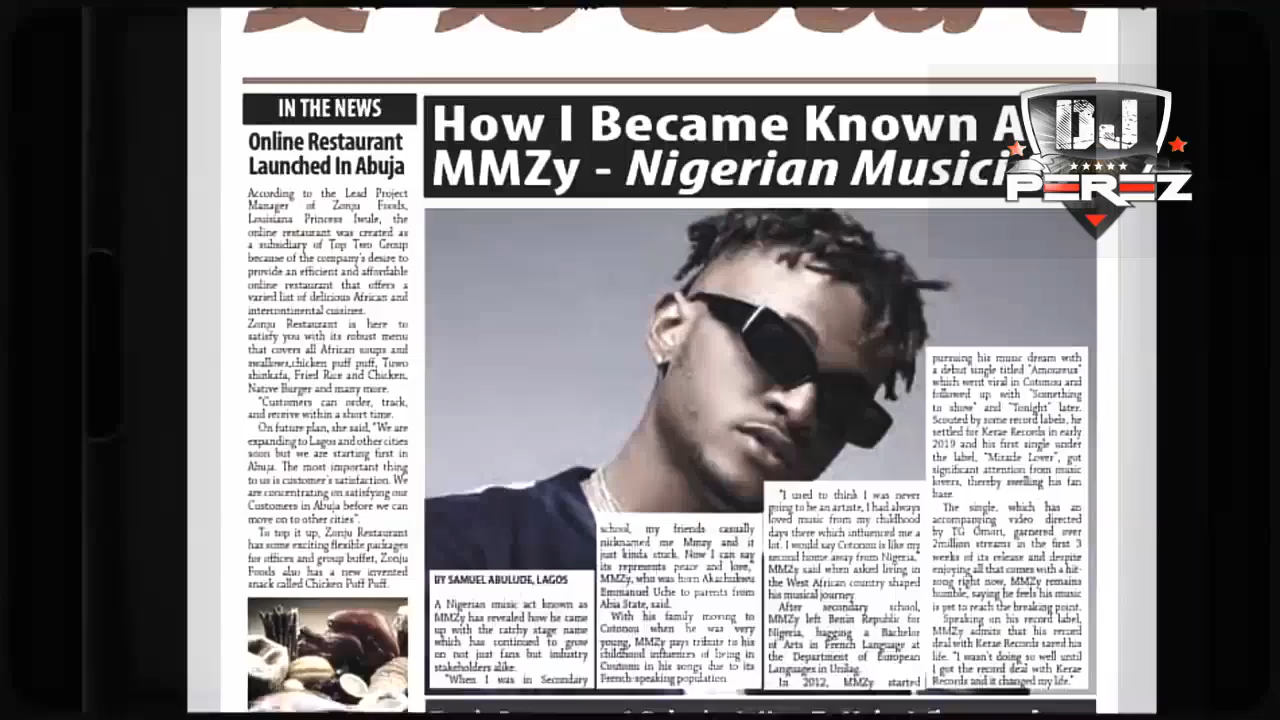 IN THE NEWS
Online Restaurant
Launched In Abuja
According to the Lead Project
Manager of Zonju Foods,
Louisiana Princess Iwule, the
online restaurant was created as
a subsidiary of Top Two Group
because of the company's desire to
provide an efficient and affordable
online restaurant that offers a
varied list of delicious African and
intercontinental cuisines.
Zonju Restaurant is here to
satisfy you with its robust menu
that covers all African soups and
swallows,chicken puff puff, Tuwo
shinkafa, Fried Rice and Chicken,
Native Burger and many more.
"Customers can order, track,
and receive within a short time.
On future plan, she said, "We are
expanding to Lagos and other cities
soon but we are starting first in
Abuja. The most important thing
to us is customer's satisfaction. We
are concentrating on satisfying our
Customers in Abuja before we can
move on to other cities".
To top it up, Zonju Restaurant
has some exciting flexible packages
for offices and group buffet, Zonju
Foods also has a new invented
snack called Chicken Puff Puff.
How I Became Known A
MMZy - Nigerian Musici
DJ
PEREZ
BY SAMUEL ABULUDE, LAGOS
A Nigerian music act known as
MMZy has revealed how he came
up with the catchy stage name
which has continued to grow
on not just fans but industry
stakeholders alike.
"When I was in Secondary
school, my friends casually
nicknamed me Mmzy and it
just kinda stuck. Now I can say
its represents peace and love,"
MMZy, who was born Akachukwu
Emmanuel Uche to parents from
Abia State, said.
With his family moving to
Cotonou when he was very
young, MMZy pays tribute to his
childhood influences of living in
Coutonu in his songs due to its
French-speaking population.
"I used to think I was never
going to be an artiste, I had always
loved music from my childhood
days there which influenced me a
lot. I would say Cotonou is like my
second home away from Nigeria,"
MMZy said when asked living in
the West African country shaped
his musical journey.
After secondary school,
MMZy left Benin Republic for
Nigeria, bagging a Bachelor
of Arts in French Language at
the Department of European
Languages in Unilag.
In 2012, MMZy started
pursuing his music dream with
a debut single titled "Amoureux"
which went viral in Cotonou and
followed up with "Something
to show" and "Tonight" later.
Scouted by some record labels, he
settled for Kerae Records in early
2019 and his first single under
the label, "Miracle Lover", got
significant attention from music
lovers, thereby swelling his fan
base.
The single, which has an
accompanying video directed
by TG Omori, garnered over
2million streams in the first 3
weeks of its release and despite
enjoying all that comes with a hit-
song right now, MMZy remains
humble, saying he feels his music
is yet to reach the breaking point.
Speaking on his record label,
MMZy admits that his record
deal with Kerae Records saved his
life. "I wasn't doing so well until
I got the record deal with Kerae
Records and it changed my life."